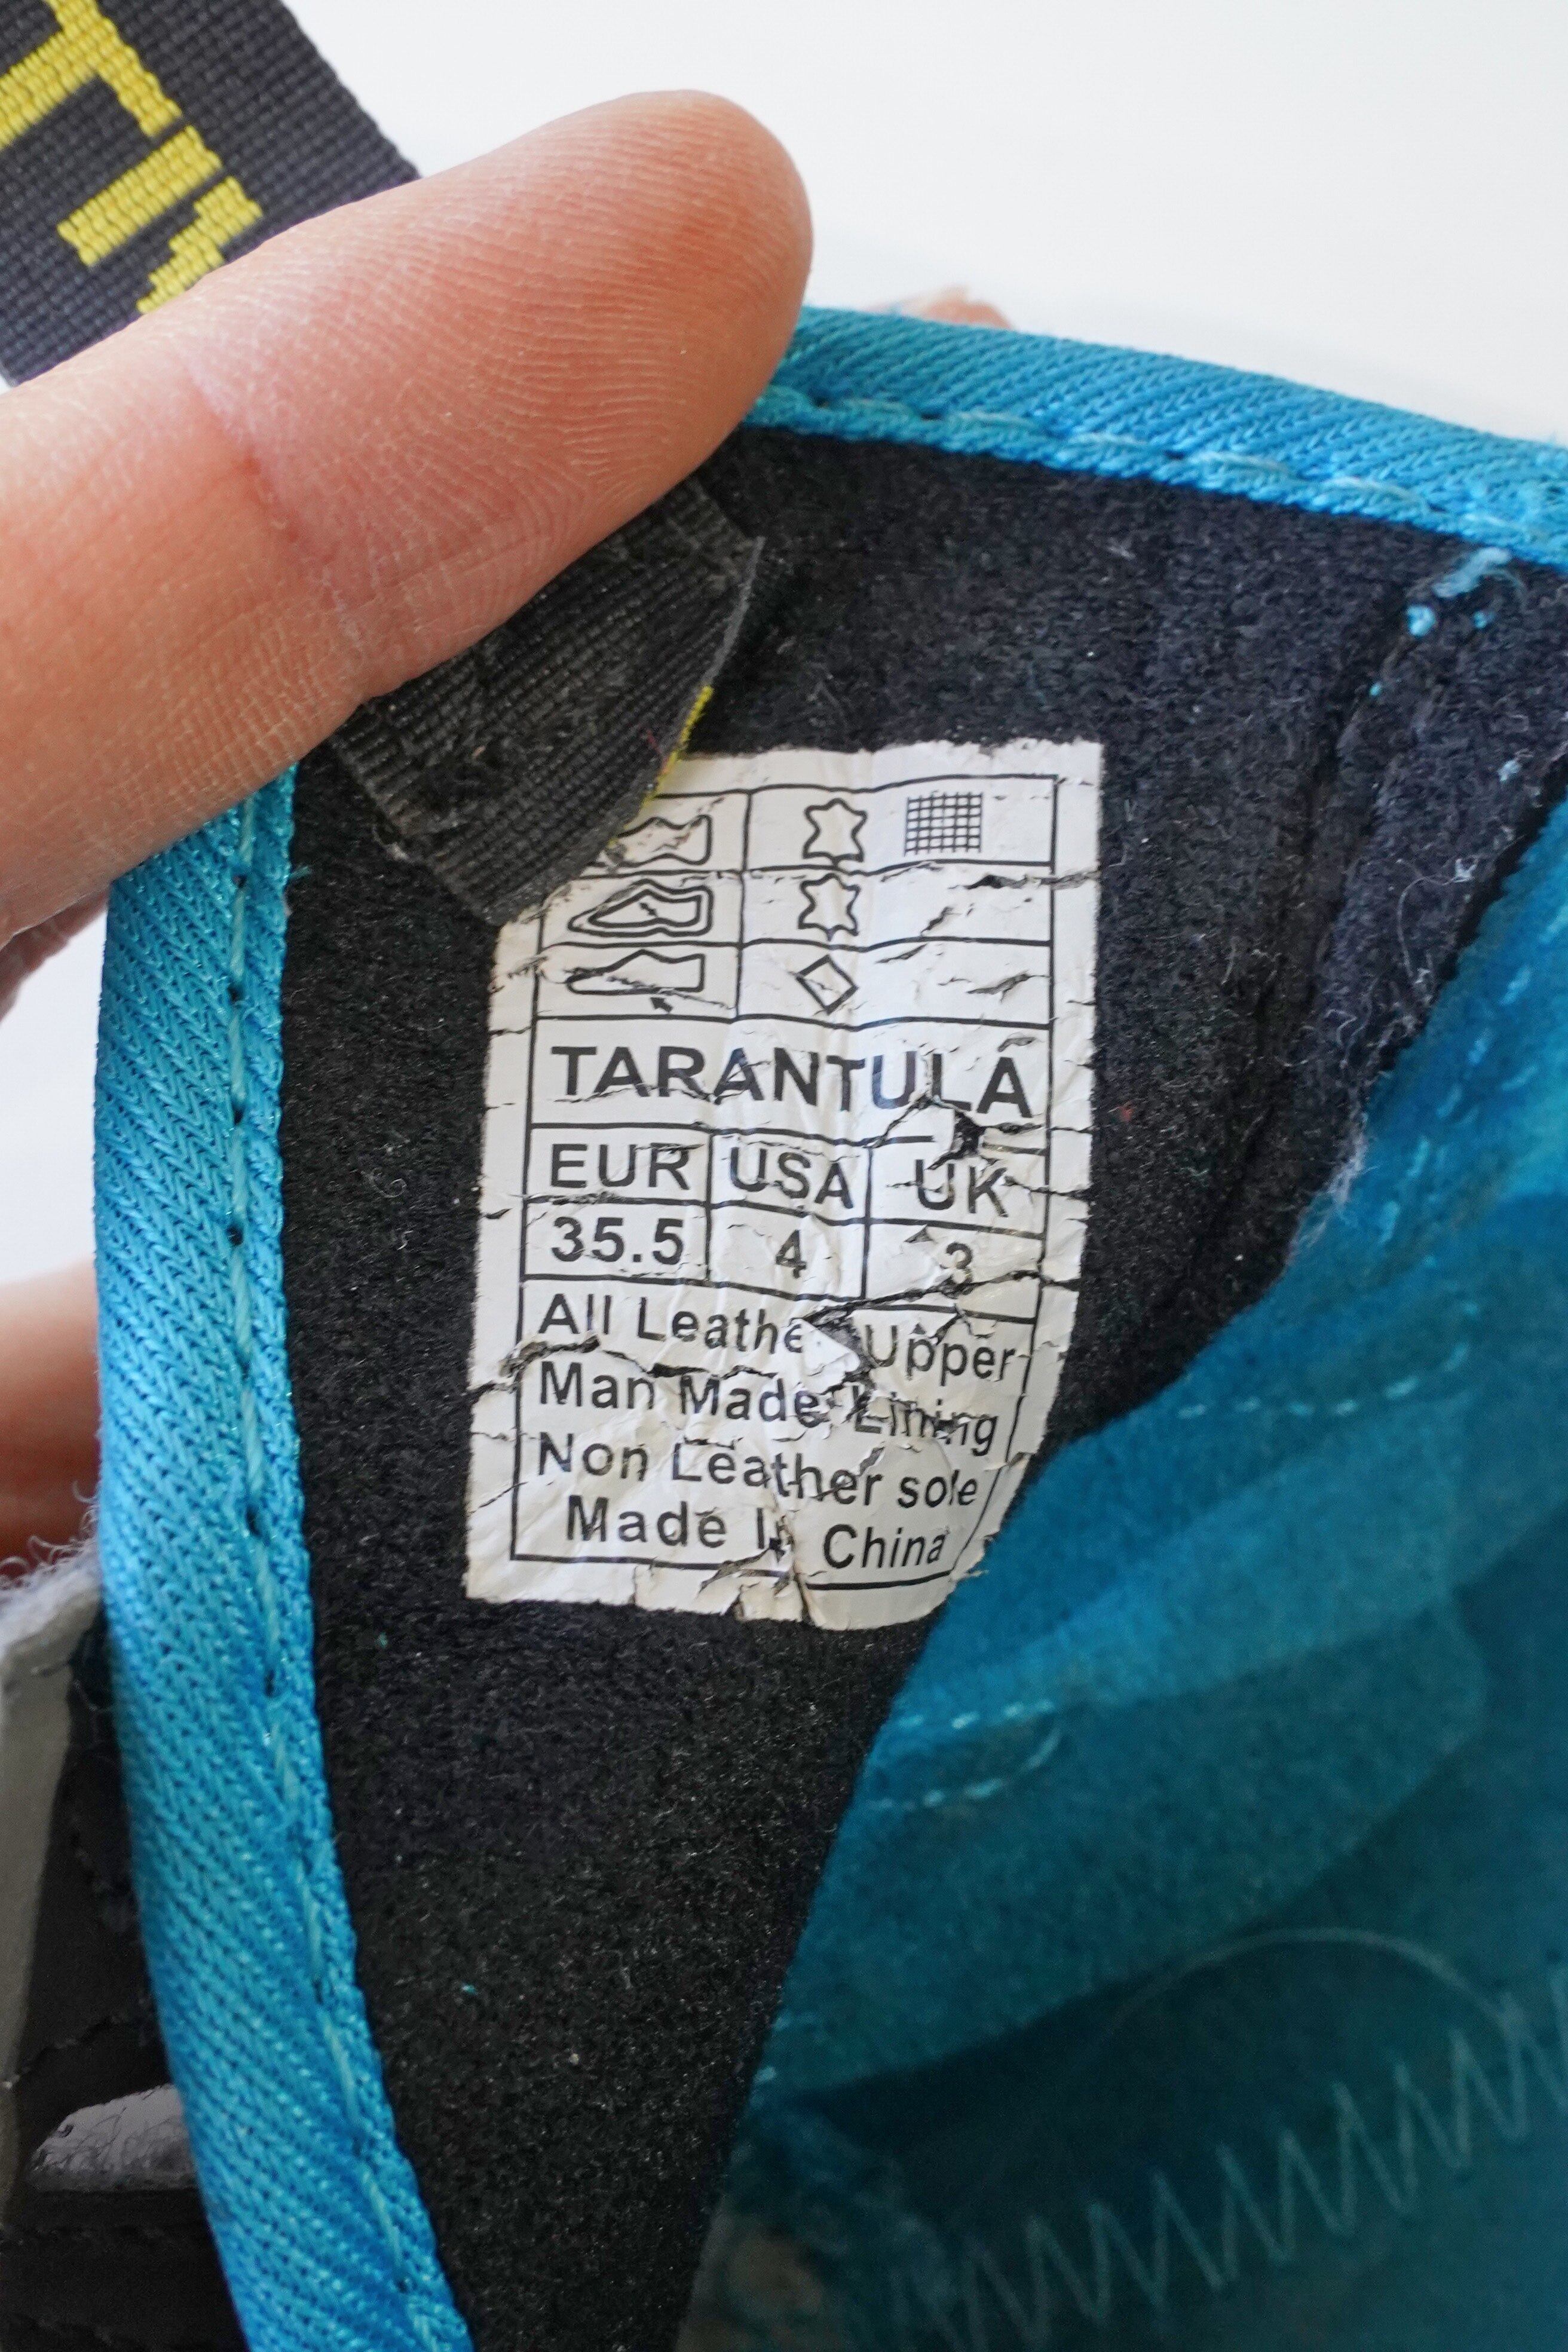 TARANTULA
EUR USA UK
35.5 4 3
All Leather Upper
Man Made Lining
Non Leather sole
Made In China